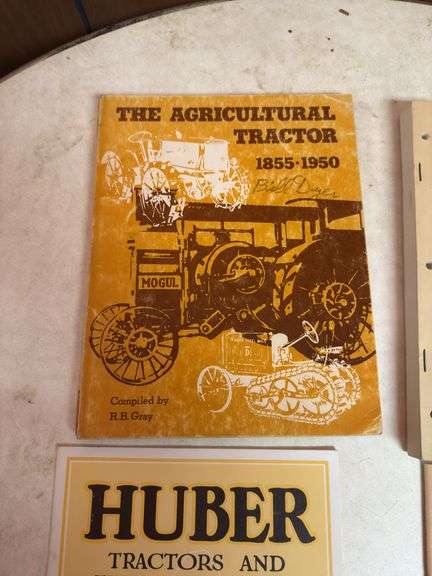 THE AGRICULTURAL
TRACTOR
1855·1950
MOGUL
Compiled by
R.B. Gray
HUBER
TRACTORS AND